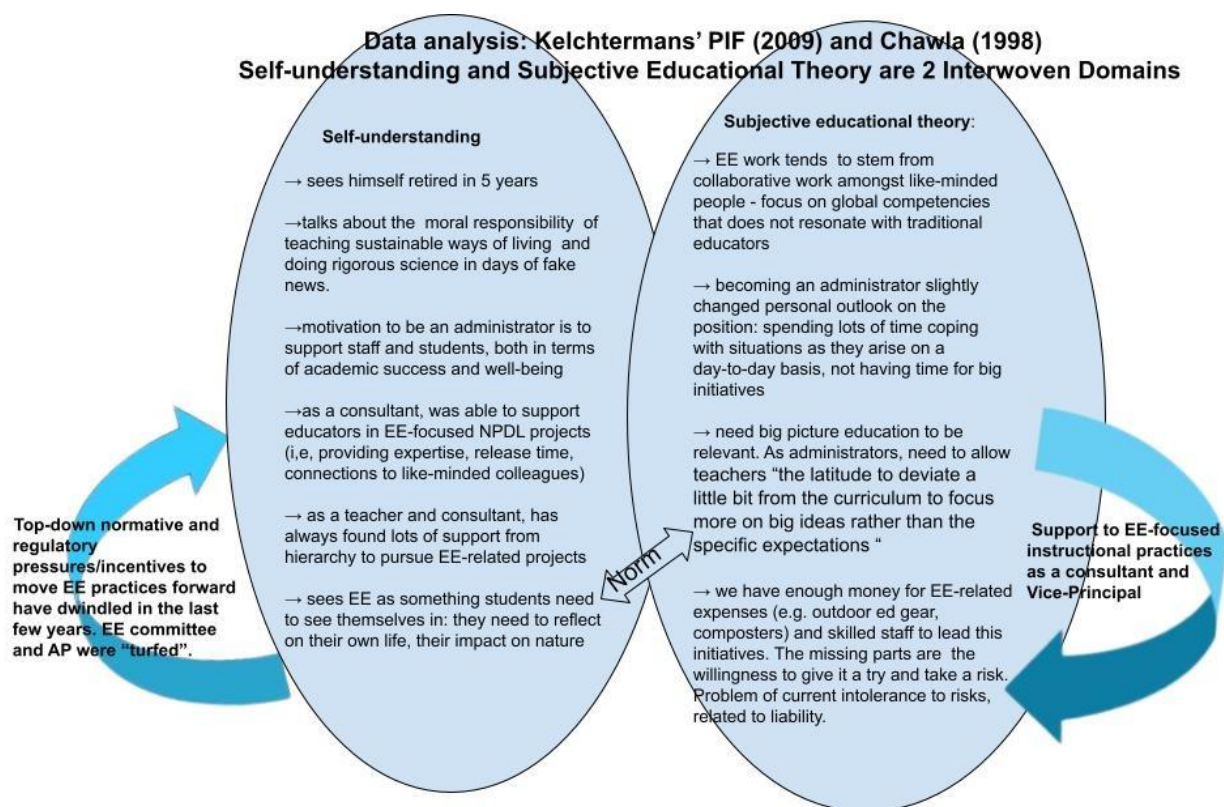 Data analysis: Kelchtermans’ PIF (2009) and Chawla (1998)
Self-understanding and Subjective Educational Theory are 2 Interwoven Domains
Self-understanding
→ sees himself retired in 5 years
→talks about the moral responsibility of
teaching sustainable ways of living and
doing rigorous science in days of fake
news.
→motivation to be an administrator is to
support staff and students, both in terms
of academic success and well-being
→as a consultant, was able to support
educators in EE-focused NPDL projects
(i,e, providing expertise, release time,
connections to like-minded colleagues)
→ as a teacher and consultant, has
always found lots of support from
hierarchy to pursue EE-related projects
→ sees EE as something students need
to see themselves in: they need to reflect
on their own life, their impact on nature
Subjective educational theory:
→ EE work tends to stem from
collaborative work amongst like-minded
people - focus on global competencies
that does not resonate with traditional
educators
→ becoming an administrator slightly
changed personal outlook on the
position: spending lots of time coping
with situations as they arise on a
day-to-day basis, not having time for big
initiatives
→ need big picture education to be
relevant. As administrators, need to allow
teachers “the latitude to deviate a
little bit from the curriculum to focus
more on big ideas rather than the
specific expectations “
→ we have enough money for EE-related
expenses (e.g. outdoor ed gear,
composters) and skilled staff to lead this
initiatives. The missing parts are the
willingness to give it a try and take a risk.
Problem of current intolerance to risks,
related to liability.
Norm
Top-down normative and
regulatory
pressures/incentives to
move EE practices forward
have dwindled in the last
few years. EE committee
and AP were “turfed”.
Support to EE-focused
instructional practices
as a consultant and
Vice-Principal